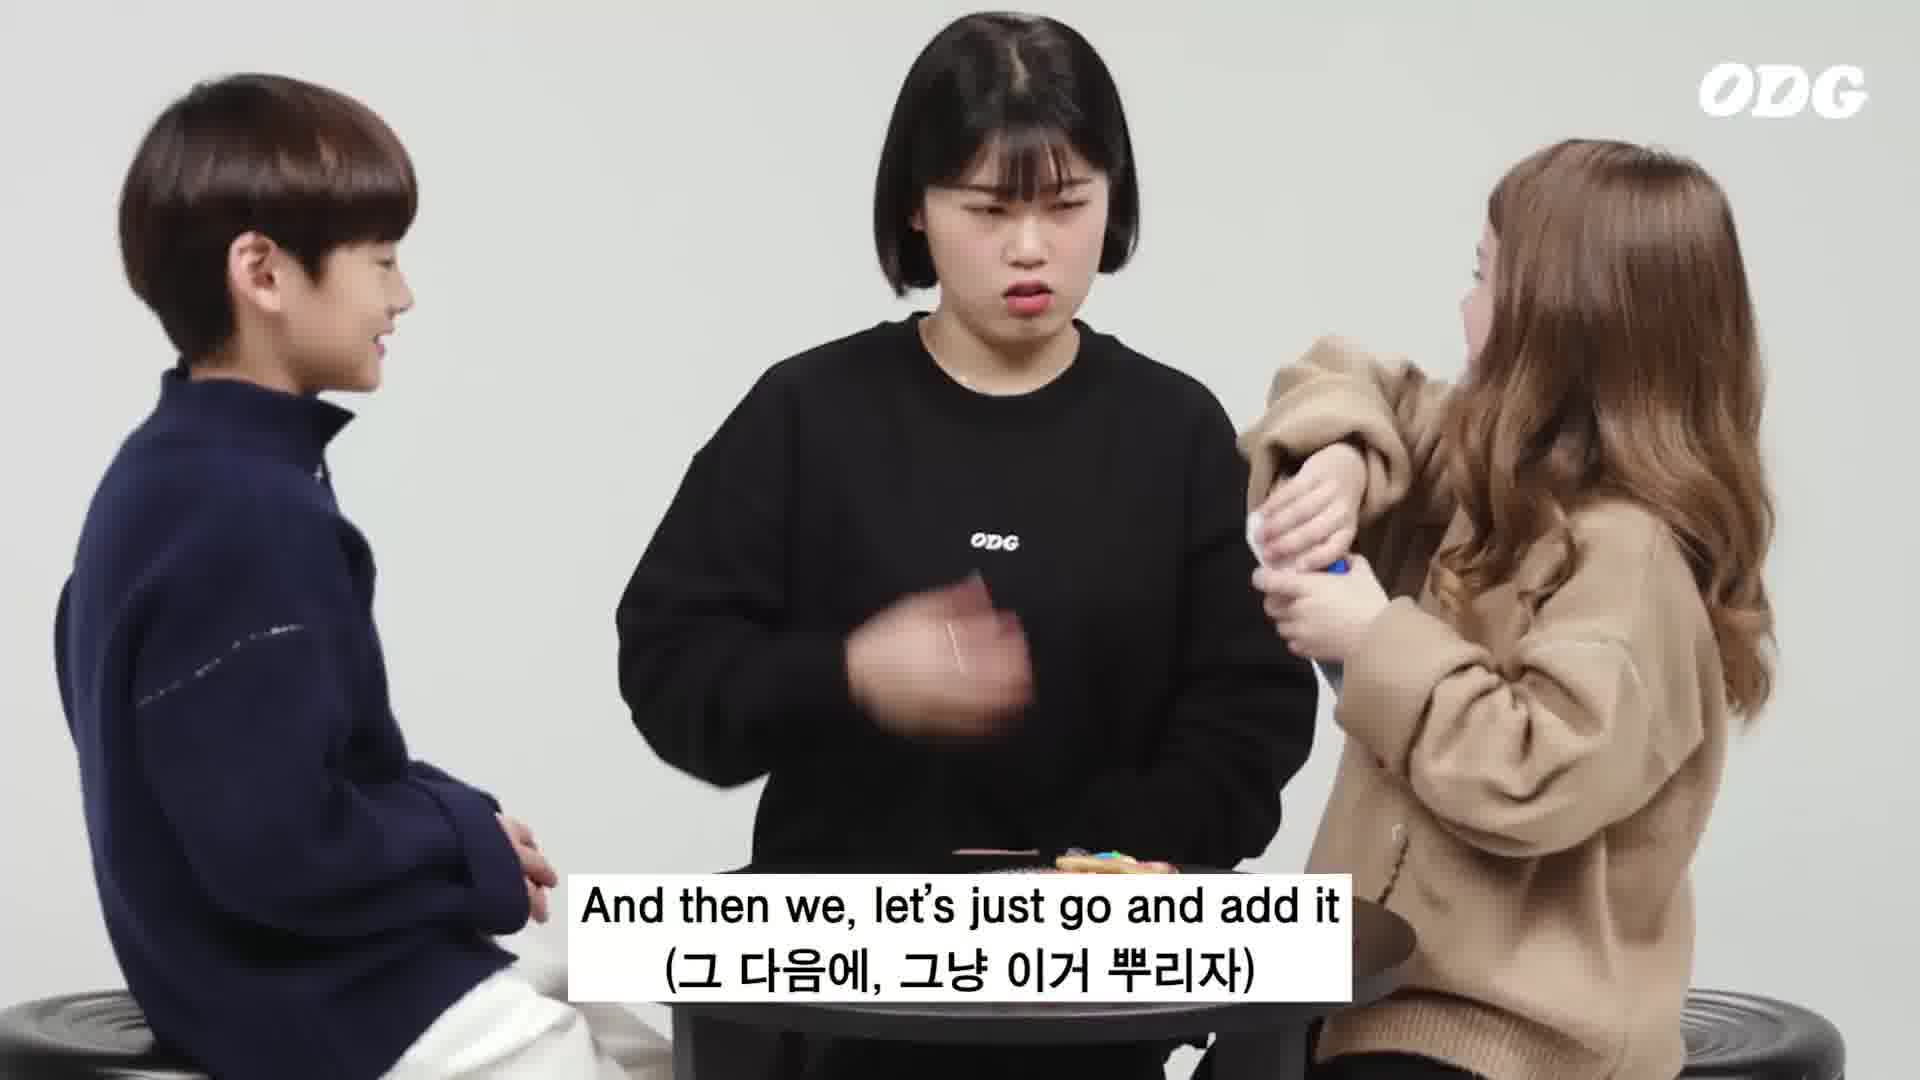 ODG
ODG
And then we, let's just go and add it
(그 다음에, 그냥 이거 뿌리자)